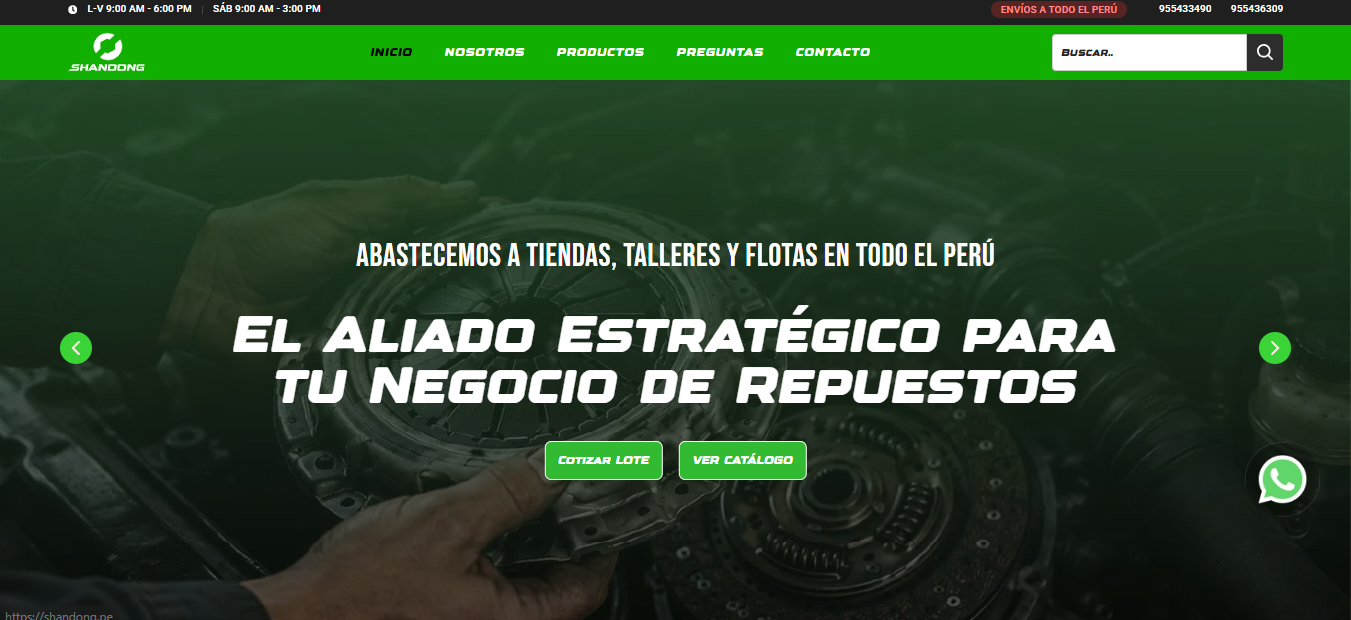 L-V 9:00 AM - 6:00 PM | SÁB 9:00 AM - 3:00 PM
ENVÍOS A TODO EL PERÚ
955433490
955436309
SHANDONG
INICIO
NOSOTROS
PRODUCTOS
PREGUNTAS
CONTACTO
BUSCAR..
ABASTECEMOS A TIENDAS, TALLERES Y FLOTAS EN TODO EL PERÚ
EL ALIADO ESTRATÉGICO PARA
TU NEGOCIO DE REPUESTOS
COTIZAR LOTE
VER CATÁLOGO
https://shandong.pe